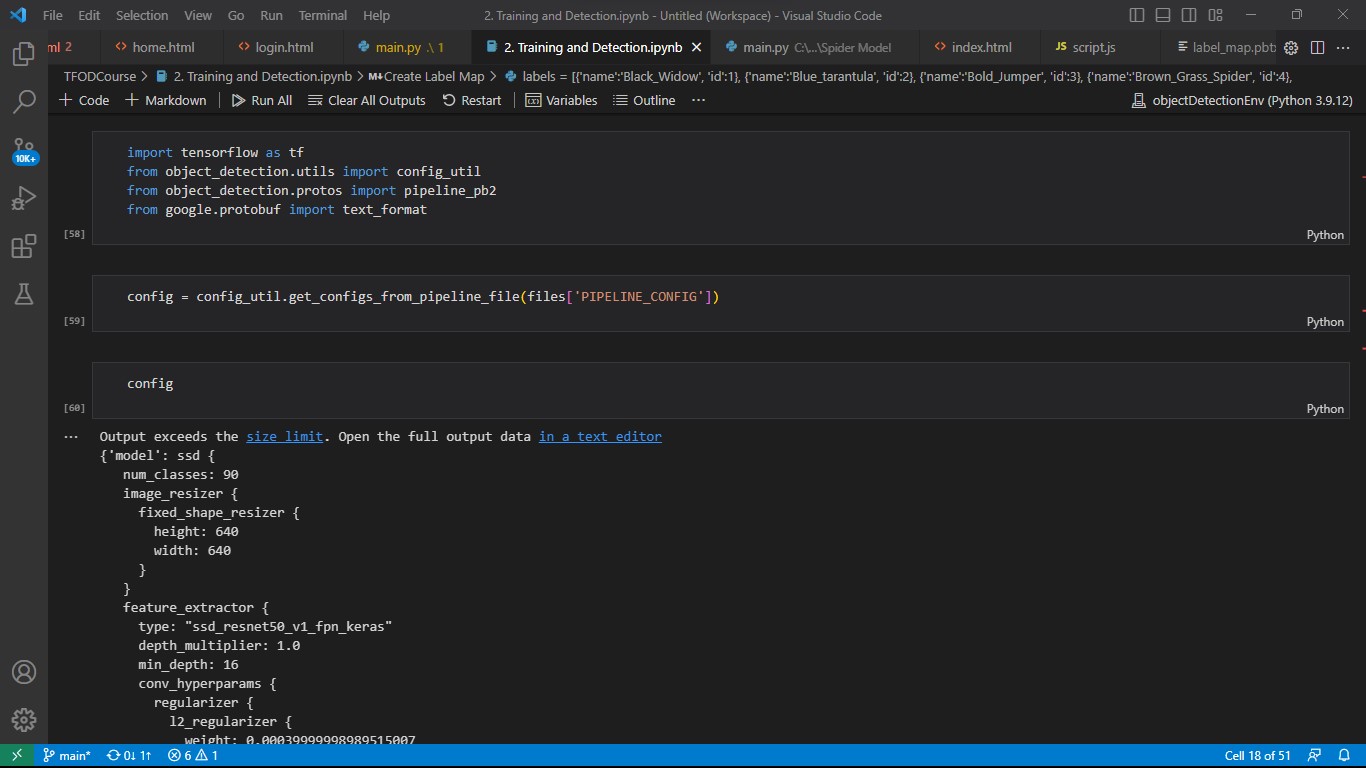 File Edit Selection View Go Run Terminal Help 2. Training and Detection.ipynb - Untitled (Workspace) - Visual Studio Code
ml 2 home.html login.html main.py .\ 1 2. Training and Detection.ipynb main.py C:\...\Spider Model index.html script.js label_map.pbt
TFODCourse > 2. Training and Detection.ipynb > M↓Create Label Map > labels = [{'name':'Black_Widow', 'id':1}, {'name':'Blue_tarantula', 'id':2}, {'name':'Bold_Jumper', 'id':3}, {'name':'Brown_Grass_Spider', 'id':4},
+ Code + Markdown Run All Clear All Outputs Restart Variables Outline ... objectDetectionEnv (Python 3.9.12)
10K+
import tensorflow as tf
from object_detection.utils import config_util
from object_detection.protos import pipeline_pb2
from google.protobuf import text_format
[58] Python
config = config_util.get_configs_from_pipeline_file(files['PIPELINE_CONFIG'])
[59] Python
config
[60] Python
... Output exceeds the size limit. Open the full output data in a text editor
{'model': ssd {
num_classes: 90
image_resizer {
fixed_shape_resizer {
height: 640
width: 640
}
}
feature_extractor {
type: "ssd_resnet50_v1_fpn_keras"
depth_multiplier: 1.0
min_depth: 16
conv_hyperparams {
regularizer {
l2_regularizer {
weight: 0.00039999998989515007
main* 0↓ 1↑ 6 1 Cell 18 of 51